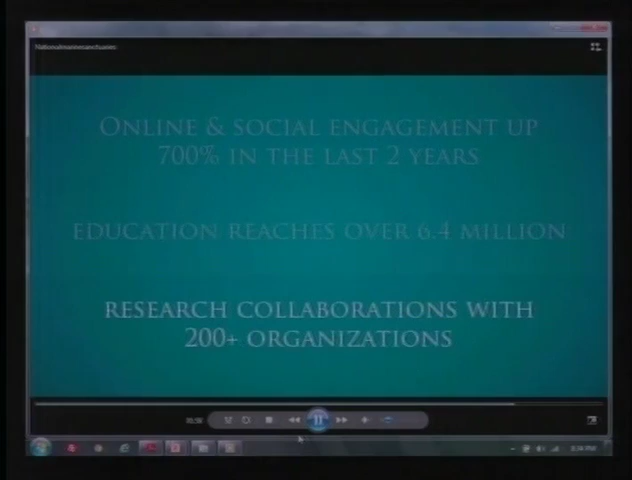 Nationalmarinesanctuaries
ONLINE & SOCIAL ENGAGEMENT UP
700% IN THE LAST 2 YEARS
EDUCATION REACHES OVER 6.4 MILLION
RESEARCH COLLABORATIONS WITH
200+ ORGANIZATIONS